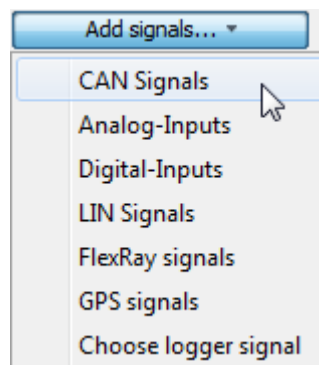 Add signals...
CAN Signals
Analog-Inputs
Digital-Inputs
LIN Signals
FlexRay signals
GPS signals
Choose logger signal